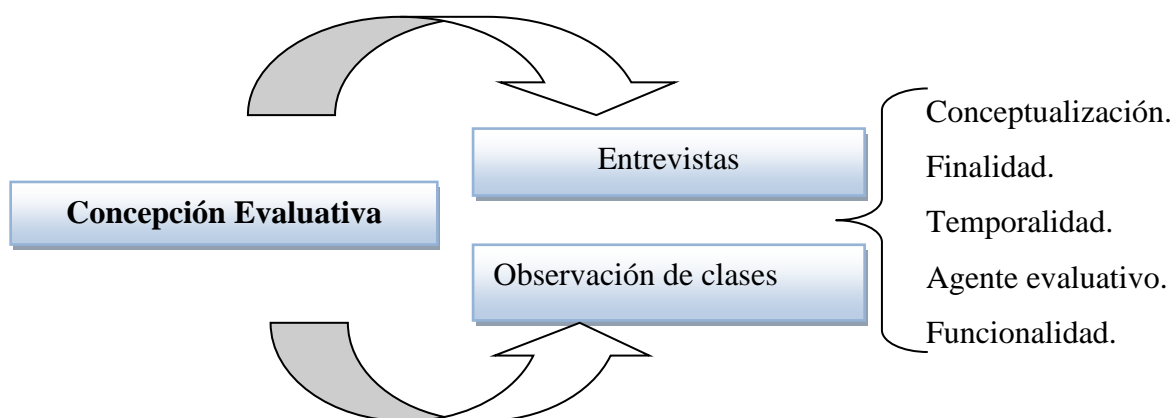 Concepción Evaluativa
Entrevistas
Observación de clases
Conceptualización.
Finalidad.
Temporalidad.
Agente evaluativo.
Funcionalidad.